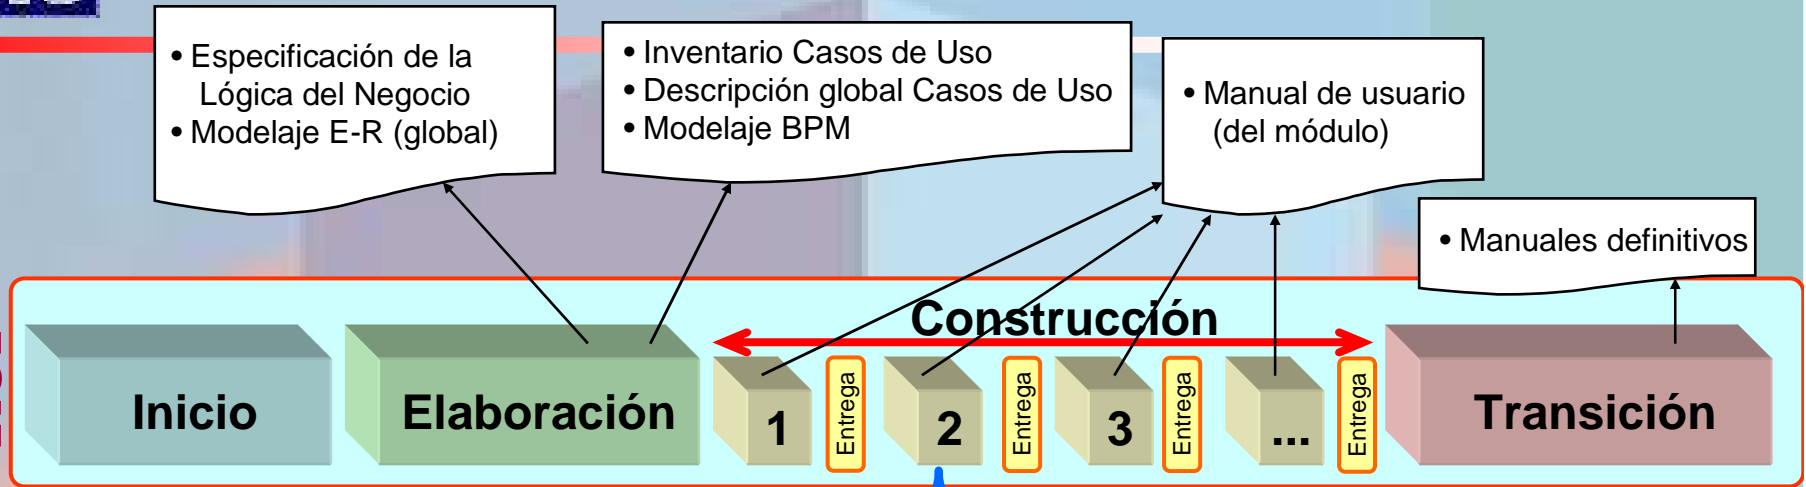 • Especificación de la
Lógica del Negocio
• Modelaje E-R (global)
• Inventario Casos de Uso
• Descripción global Casos de Uso
• Modelaje BPM
• Manual de usuario
(del módulo)
• Manuales definitivos
Construcción
Inicio
Elaboración
1
Entrega
2
Entrega
3
Entrega
...
Entrega
Transición